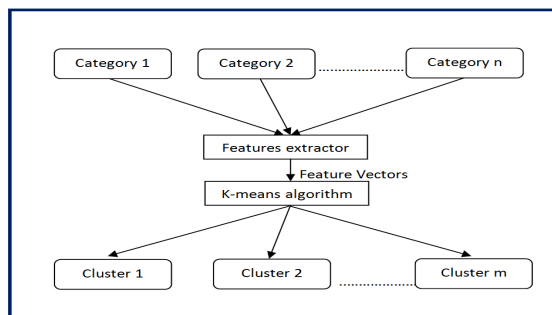 Category 1 Category 2 ...................... Category n
Features extractor
Feature Vectors
K-means algorithm
Cluster 1 Cluster 2 .................... Cluster m